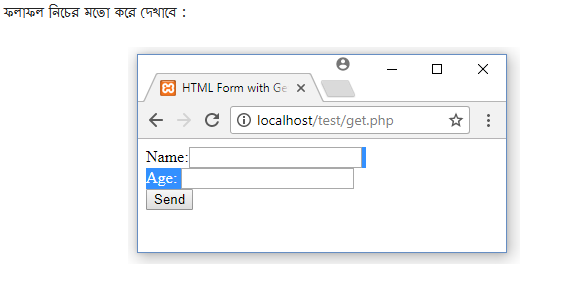 ফলাফল নিচের মতো করে দেখাবে :
HTML Form with Ge
localhost/test/get.php
Name:
Age:
Send